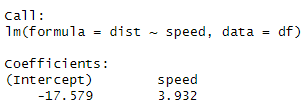 Call:
lm(formula = dist ~ speed, data = df)
Coefficients:
(Intercept) speed
-17.579 3.932